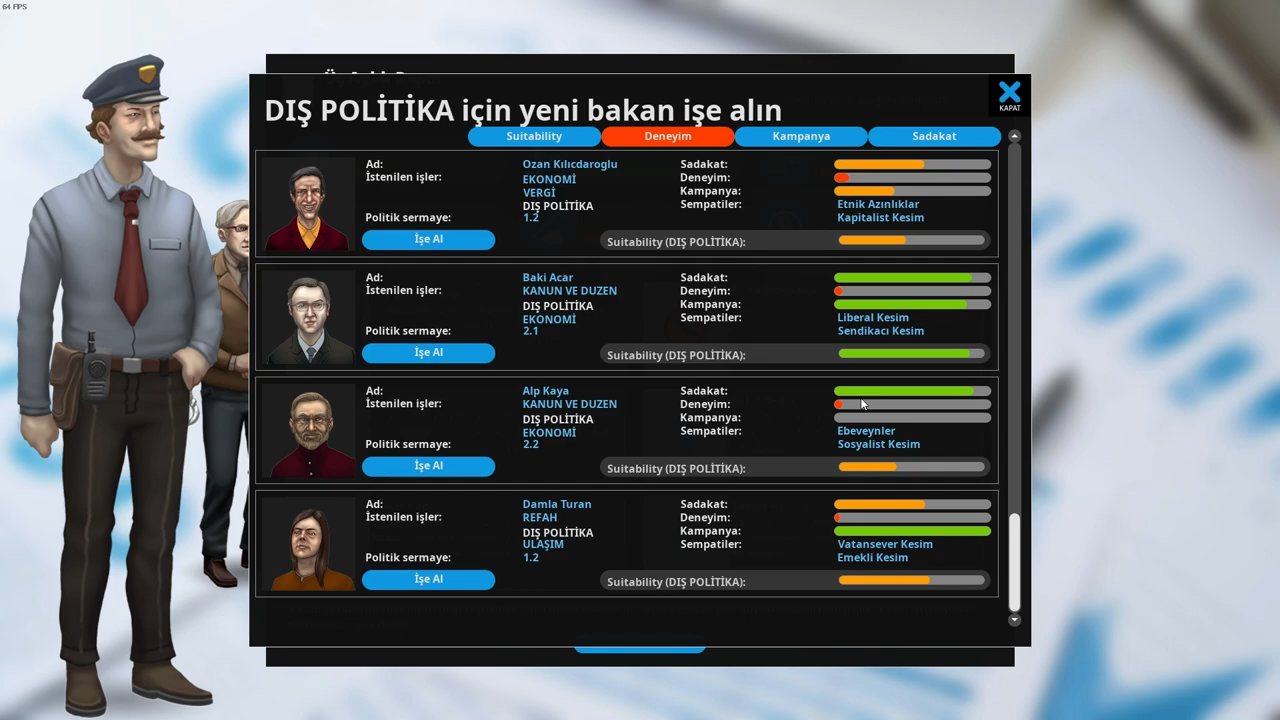 64 FPS
DIŞ POLİTİKA için yeni bakan işe alın
KAPAT
Suitability Deneyim Kampanya Sadakat
Ad: Ozan Kılıcdaroglu Sadakat:
İstenilen işler: EKONOMİ Deneyim:
VERGİ Kampanya:
DIŞ POLİTİKA Sempatiler: Etnik Azınlıklar
Politik sermaye: 1.2 Kapitalist Kesim
İşe Al Suitability (DIŞ POLİTİKA):
Ad: Baki Acar Sadakat:
İstenilen işler: KANUN VE DUZEN Deneyim:
DIŞ POLİTİKA Kampanya:
EKONOMİ Sempatiler: Liberal Kesim
Politik sermaye: 2.1 Sendikacı Kesim
İşe Al Suitability (DIŞ POLİTİKA):
Ad: Alp Kaya Sadakat:
İstenilen işler: KANUN VE DUZEN Deneyim:
DIŞ POLİTİKA Kampanya:
EKONOMİ Sempatiler: Ebeveynler
Politik sermaye: 2.2 Sosyalist Kesim
İşe Al Suitability (DIŞ POLİTİKA):
Ad: Damla Turan Sadakat:
İstenilen işler: REFAH Deneyim:
DIŞ POLİTİKA Kampanya:
ULAŞIM Sempatiler: Vatansever Kesim
Politik sermaye: 1.2 Emekli Kesim
İşe Al Suitability (DIŞ POLİTİKA):